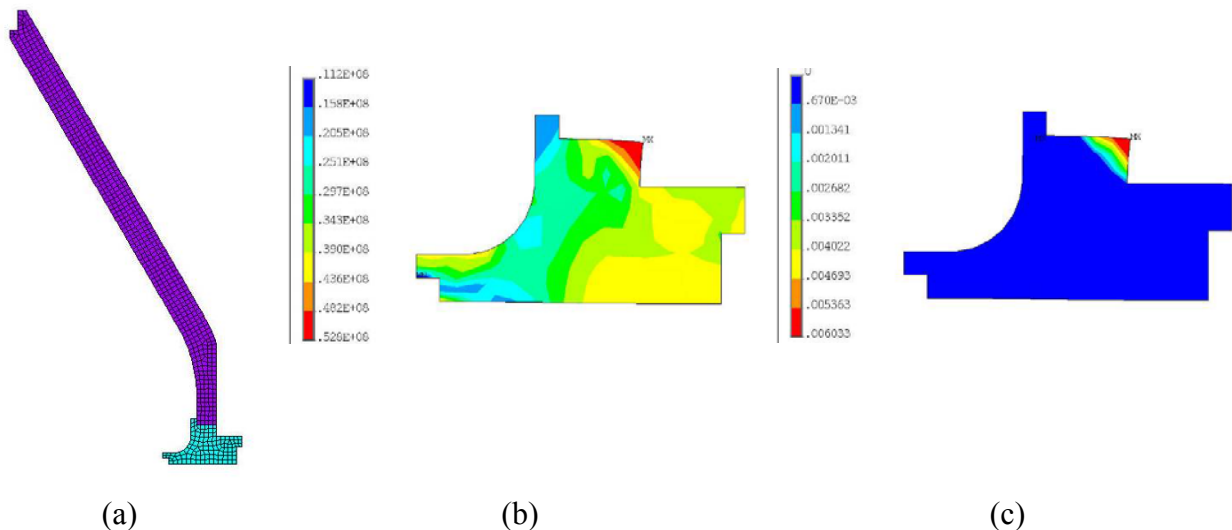 .112E+08
.158E+08
.205E+08
.251E+08
.297E+08
.343E+08
.390E+08
.436E+08
.482E+08
.528E+08
MX
0
.670E-03
.001341
.002011
.002682
.003352
.004022
.004693
.005363
.006033
MX
(a) (b) (c)